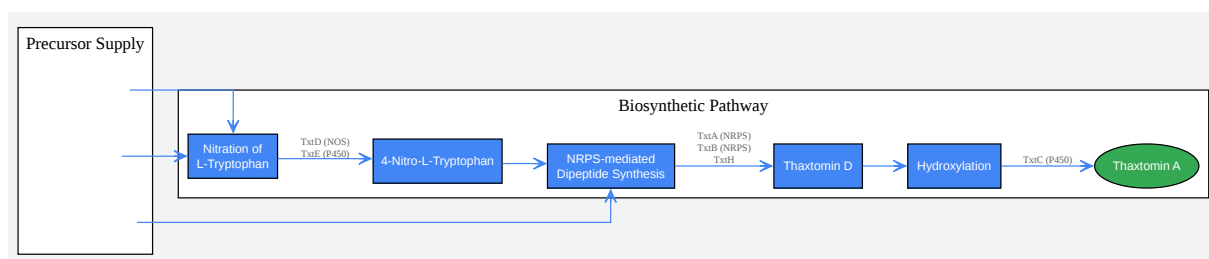 Precursor Supply
Biosynthetic Pathway
Nitration of
L-Tryptophan
TxtD (NOS)
TxtE (P450)
4-Nitro-L-Tryptophan
NRPS-mediated
Dipeptide Synthesis
TxtA (NRPS)
TxtB (NRPS)
TxtH
Thaxtomin D
Hydroxylation
TxtC (P450)
Thaxtomin A